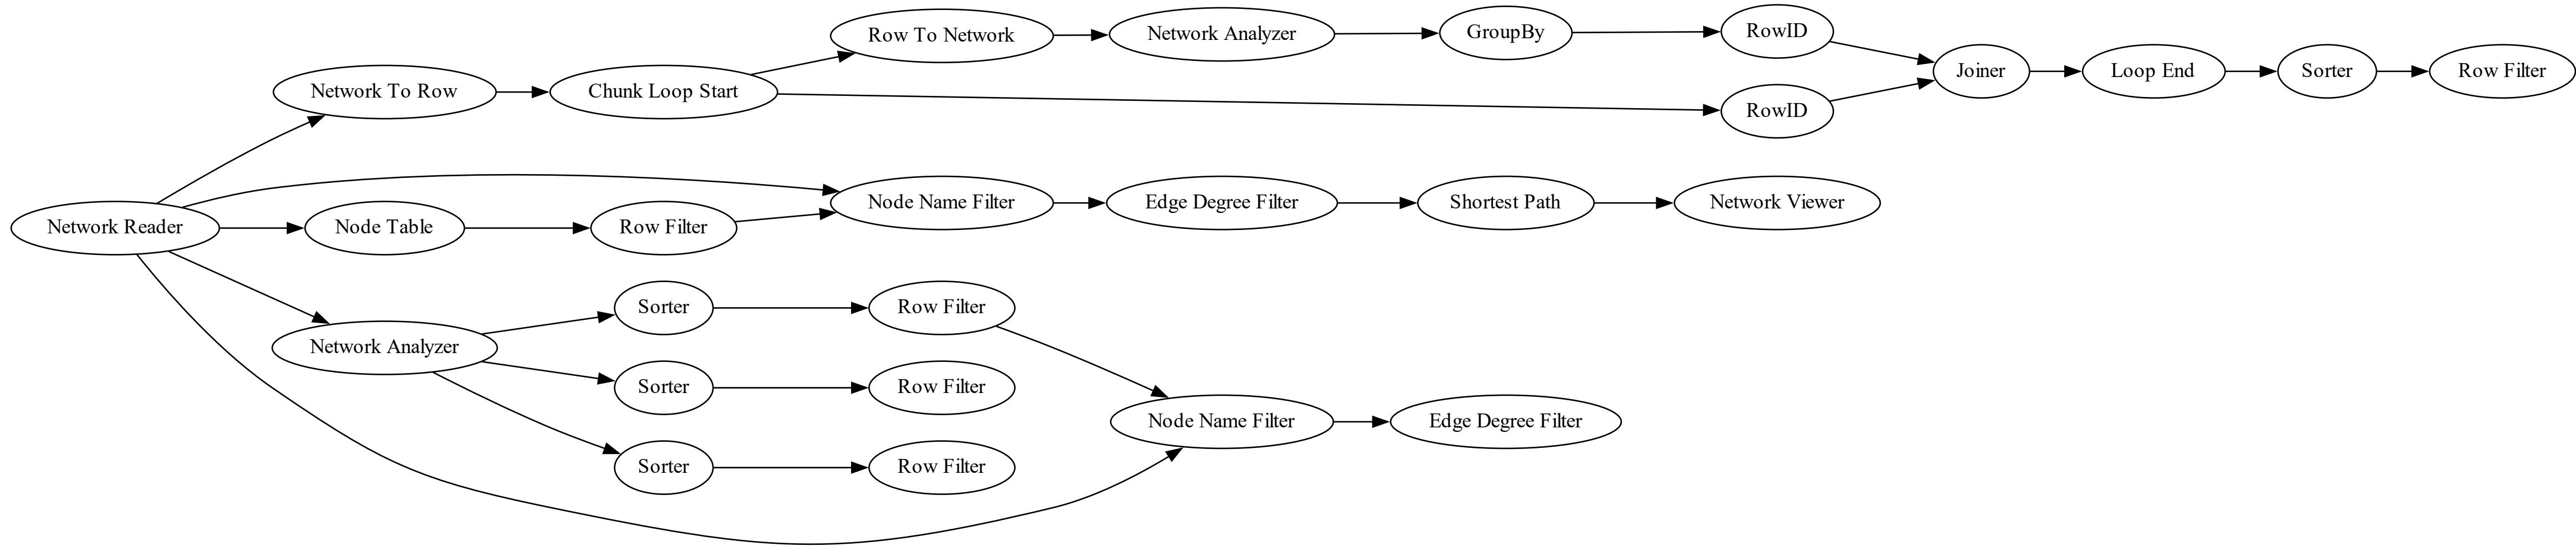 Network Reader
Network To Row
Chunk Loop Start
Row To Network
Network Analyzer
GroupBy
RowID
RowID
Joiner
Loop End
Sorter
Row Filter
Node Table
Row Filter
Node Name Filter
Edge Degree Filter
Shortest Path
Network Viewer
Network Analyzer
Sorter
Row Filter
Sorter
Row Filter
Sorter
Row Filter
Node Name Filter
Edge Degree Filter